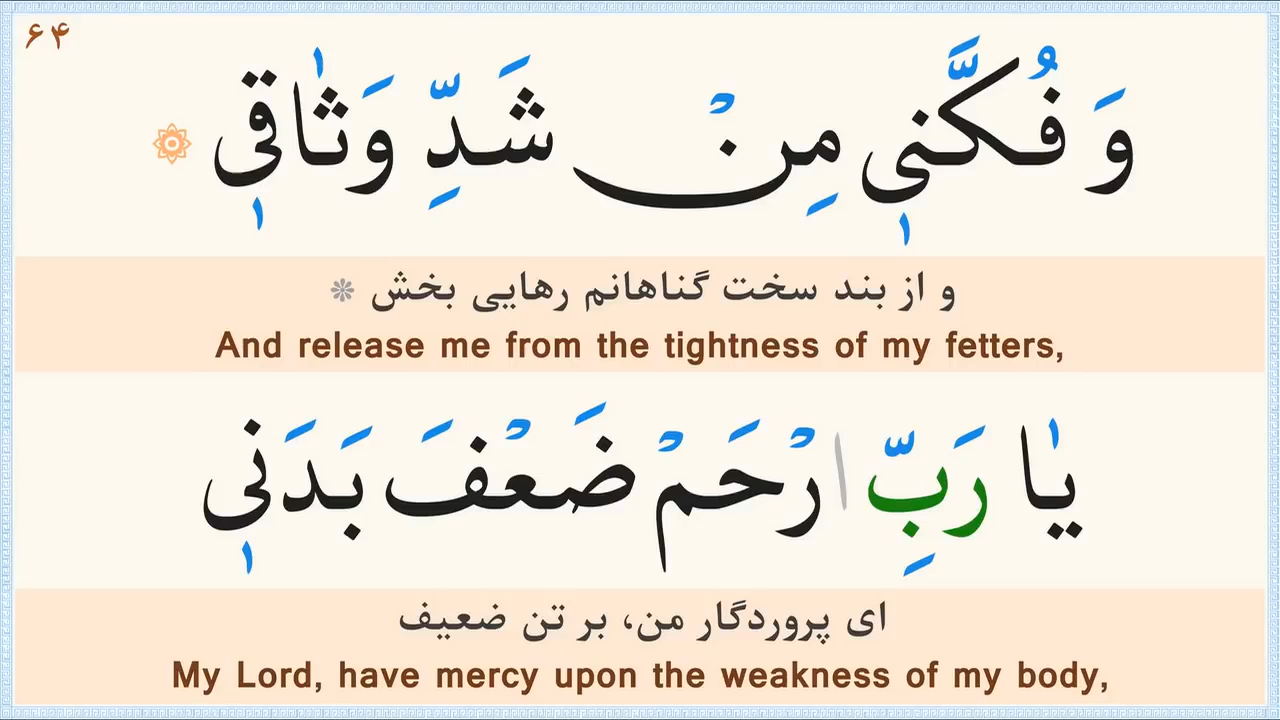 ۶۴
وَ فُكَّنٖي مِنْ شَدِّ وَثٰاقٖي
و از بند سخت گناهانم رهایی بخش
And release me from the tightness of my fetters,
يٰا رَبِّ ارْحَمْ ضَعْفَ بَدَنٖي
ای پروردگار من، بر تن ضعیف
My Lord, have mercy upon the weakness of my body,